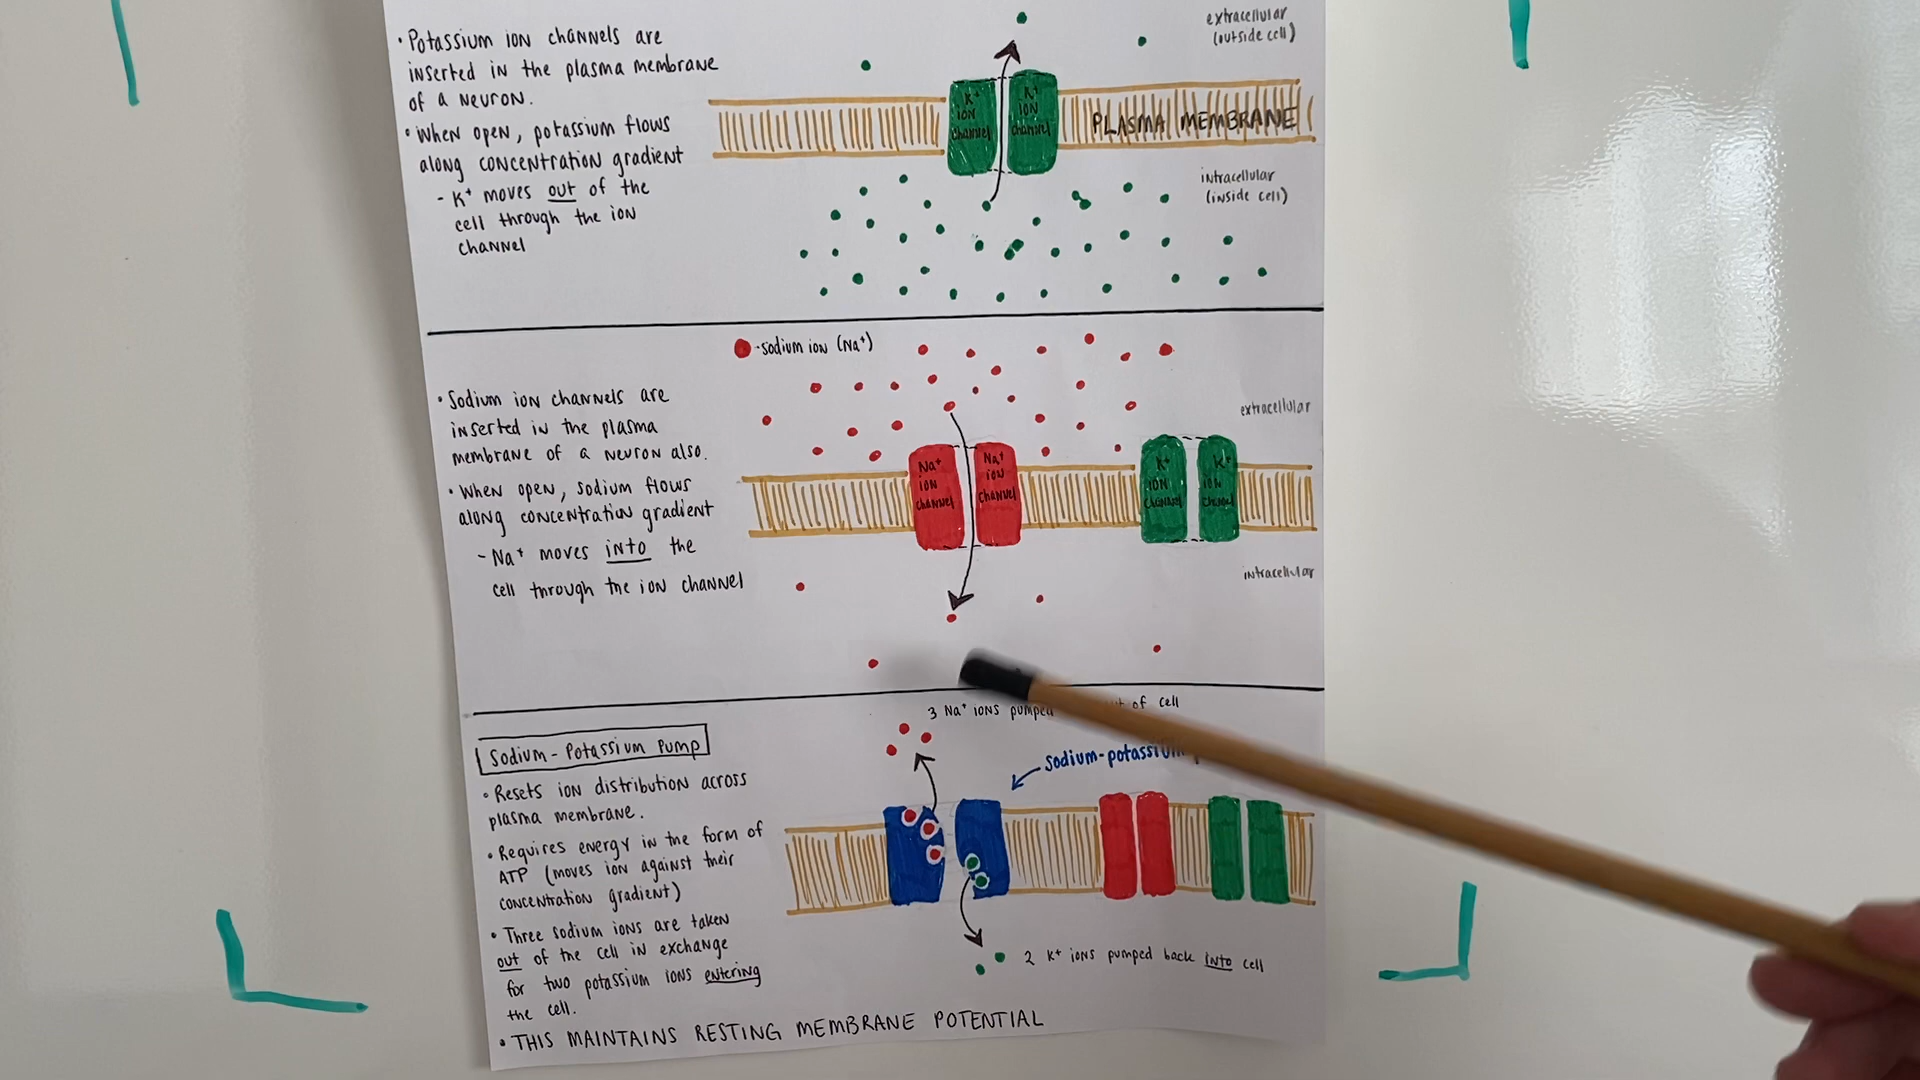 • Potassium ion channels are
inserted in the plasma membrane
of a neuron.
• When open, potassium flows
along concentration gradient
- K+ moves out of the
cell through the ion
channel
extracellular
(outside cell)
K+
ion
channel
K+
ion
channel
PLASMA MEMBRANE
intracellular
(inside cell)
-sodium ion (Na+)
• Sodium ion channels are
inserted in the plasma
membrane of a neuron also.
• When open, sodium flows
along concentration gradient
- Na+ moves into the
cell through the ion channel
extracellular
Na+
ion
channel
Na+
ion
channel
K+
ion
channel
K+
ion
channel
intracellular
3 Na+ ions pumped of cell
Sodium-Potassium Pump
• Resets ion distribution across
plasma membrane.
• Requires energy in the form of
ATP (moves ion against their
concentration gradient)
• Three sodium ions are taken
out of the cell in exchange
for two potassium ions entering
the cell.
• THIS MAINTAINS RESTING MEMBRANE POTENTIAL
sodium-potassium
2 K+ ions pumped back into cell